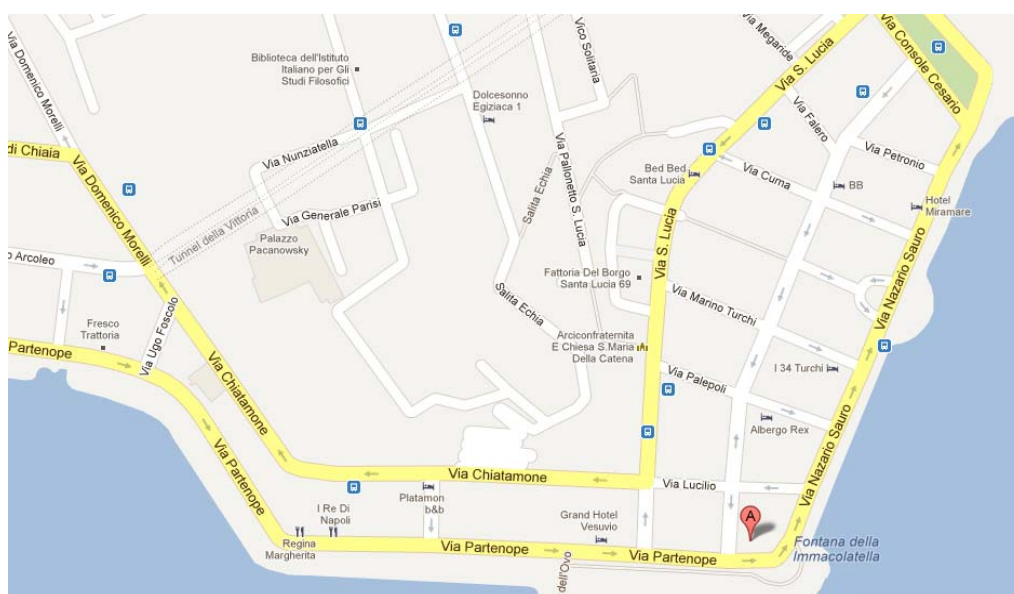 Via Domenico Morelli
Biblioteca dell'Istituto
Italiano per Gli
Studi Filosofici
Vico Solitaria
Via Megaride
Via S. Lucia
Via Console Cesario
Dolcesonno
Egiziaca 1
Via Falero
Via Petronio
di Chiaia
Via Domenico Morelli
Via Nunziatella
Via Pallonetto S. Lucia
Salita Echia
Bed Bed
Santa Lucia
Via Cuma
BB
Hotel
Miramare
Via Generale Parisi
Tunnel della Vittoria
Palazzo
Pacanowsky
Via S. Lucia
Via Nazario Sauro
o Arcoleo
Fattoria Del Borgo
Santa Lucia 69
Salita Echia
Via Marino Turchi
Fresco
Trattoria
Via Ugo Foscolo
Arciconfraternita
E Chiesa S.Maria
Della Catena
Partenope
Via Chiatamone
I 34 Turchi
Via Palepoli
Albergo Rex
Via Nazario Sauro
Via Partenope
Via Chiatamone
Via Lucilio
Platamon
b&b
I Re Di
Napoli
Grand Hotel
Vesuvio
A
Regina
Margherita
Via Partenope
Via Partenope
Fontana della
Immacolatella
dell'Ovo